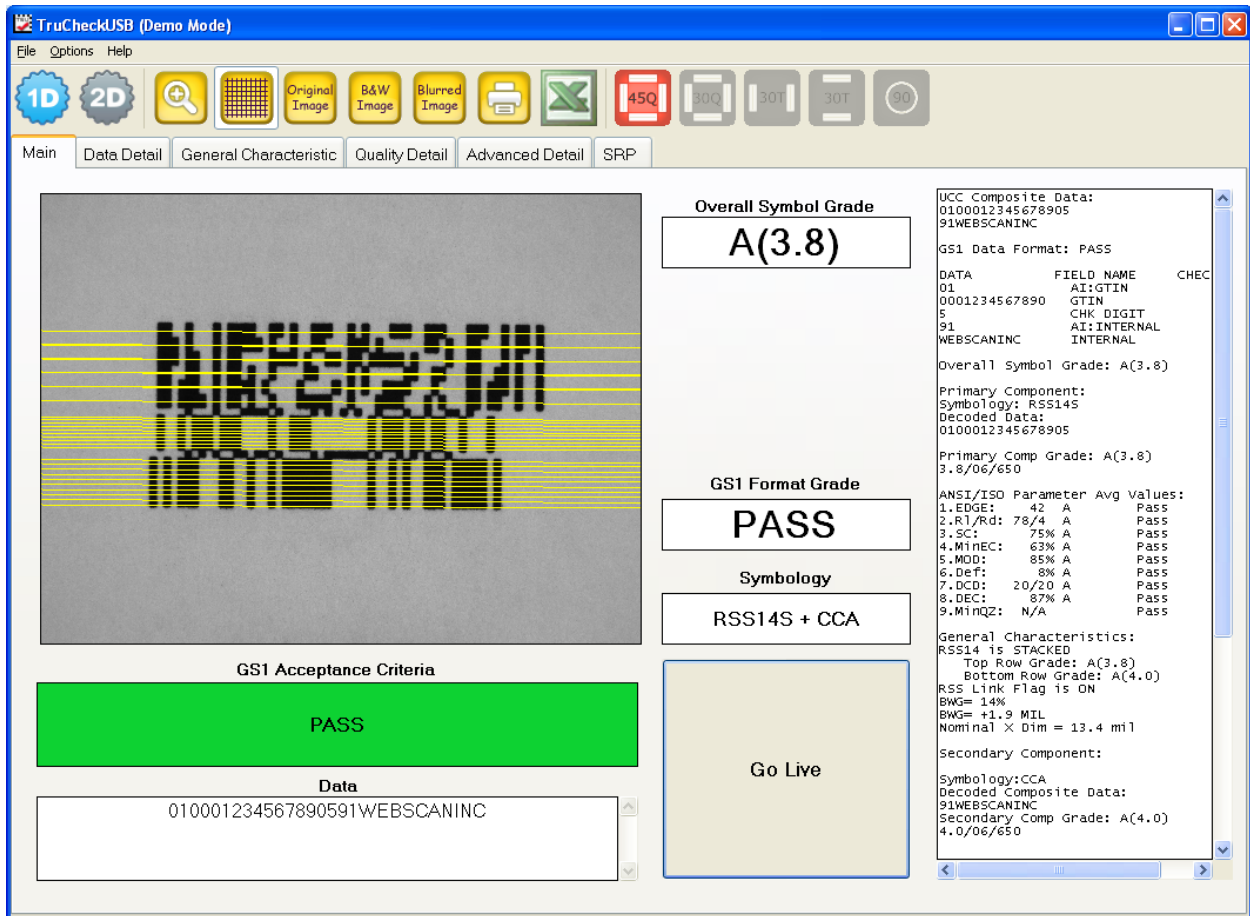 TruCheckUSB (Demo Mode)
File Options Help
1D 2D Original Image B&W Image Blurred Image 45Q 30Q 30T 30T 90
Main Data Detail General Characteristic Quality Detail Advanced Detail SRP
Overall Symbol Grade
A(3.8)
GS1 Format Grade
PASS
Symbology
RSS14S + CCA
GS1 Acceptance Criteria
PASS
Data
010001234567890591WEBSCANINC
Go Live
UCC Composite Data:
0100012345678905
91WEBSCANINC
GS1 Data Format: PASS
DATA FIELD NAME CHEC
01 AI:GTIN
0001234567890 GTIN
5 CHK DIGIT
91 AI:INTERNAL
WEBSCANINC INTERNAL
Overall Symbol Grade: A(3.8)
Primary Component:
Symbology: RSS14S
Decoded Data:
0100012345678905
Primary Comp Grade: A(3.8)
3.8/06/650
ANSI/ISO Parameter Avg Values:
1.EDGE: 42 A Pass
2.Rl/Rd: 78/4 A Pass
3.SC: 75% A Pass
4.MinEC: 63% A Pass
5.MOD: 85% A Pass
6.Def: 8% A Pass
7.DCD: 20/20 A Pass
8.DEC: 87% A Pass
9.MinQZ: N/A Pass
General Characteristics:
RSS14 is STACKED
Top Row Grade: A(3.8)
Bottom Row Grade: A(4.0)
RSS Link Flag is ON
BWG= 14%
BWG= +1.9 MIL
Nominal X Dim = 13.4 mil
Secondary Component:
Symbology:CCA
Decoded Composite Data:
91WEBSCANINC
Secondary Comp Grade: A(4.0)
4.0/06/650